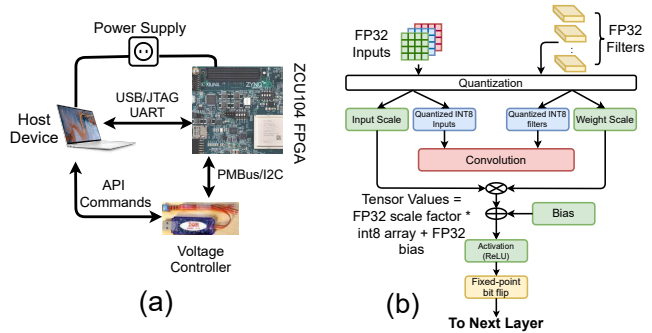 Power Supply
USB/JTAG
UART
Host
Device
ZCU104 FPGA
API
Commands
PMBus/I2C
Voltage
Controller
(a)
FP32
Inputs
FP32
Filters
:
Quantization
Input Scale
Quantized INT8
Inputs
Quantized INT8
filters
Weight Scale
Convolution
Tensor Values =
FP32 scale factor *
int8 array + FP32
bias
Bias
Activation
(ReLU)
Fixed-point
bit flip
To Next Layer
(b)